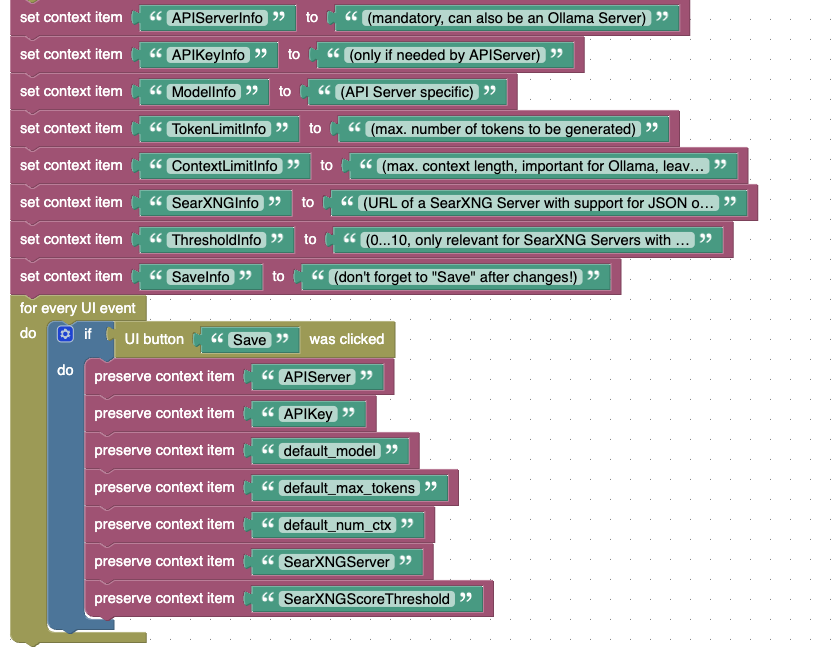 set context item “ APIServerInfo ” to “ (mandatory, can also be an Ollama Server) ”
set context item “ APIKeyInfo ” to “ (only if needed by APIServer) ”
set context item “ ModelInfo ” to “ (API Server specific) ”
set context item “ TokenLimitInfo ” to “ (max. number of tokens to be generated) ”
set context item “ ContextLimitInfo ” to “ (max. context length, important for Ollama, leav… ”
set context item “ SearXNGInfo ” to “ (URL of a SearXNG Server with support for JSON o… ”
set context item “ ThresholdInfo ” to “ (0...10, only relevant for SearXNG Servers with … ”
set context item “ SaveInfo ” to “ (don't forget to "Save" after changes!) ”
for every UI event
do if UI button “ Save ” was clicked
do preserve context item “ APIServer ”
preserve context item “ APIKey ”
preserve context item “ default_model ”
preserve context item “ default_max_tokens ”
preserve context item “ default_num_ctx ”
preserve context item “ SearXNGServer ”
preserve context item “ SearXNGScoreThreshold ”